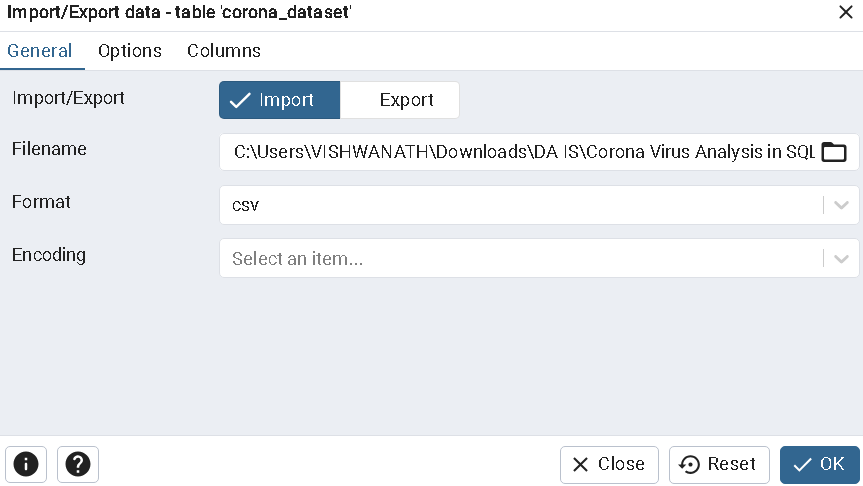 Import/Export data - table 'corona_dataset'
General Options Columns
Import/Export Import Export
Filename C:\Users\VISHWANATH\Downloads\DA IS\Corona Virus Analysis in SQL
Format csv
Encoding Select an item...
Close Reset OK